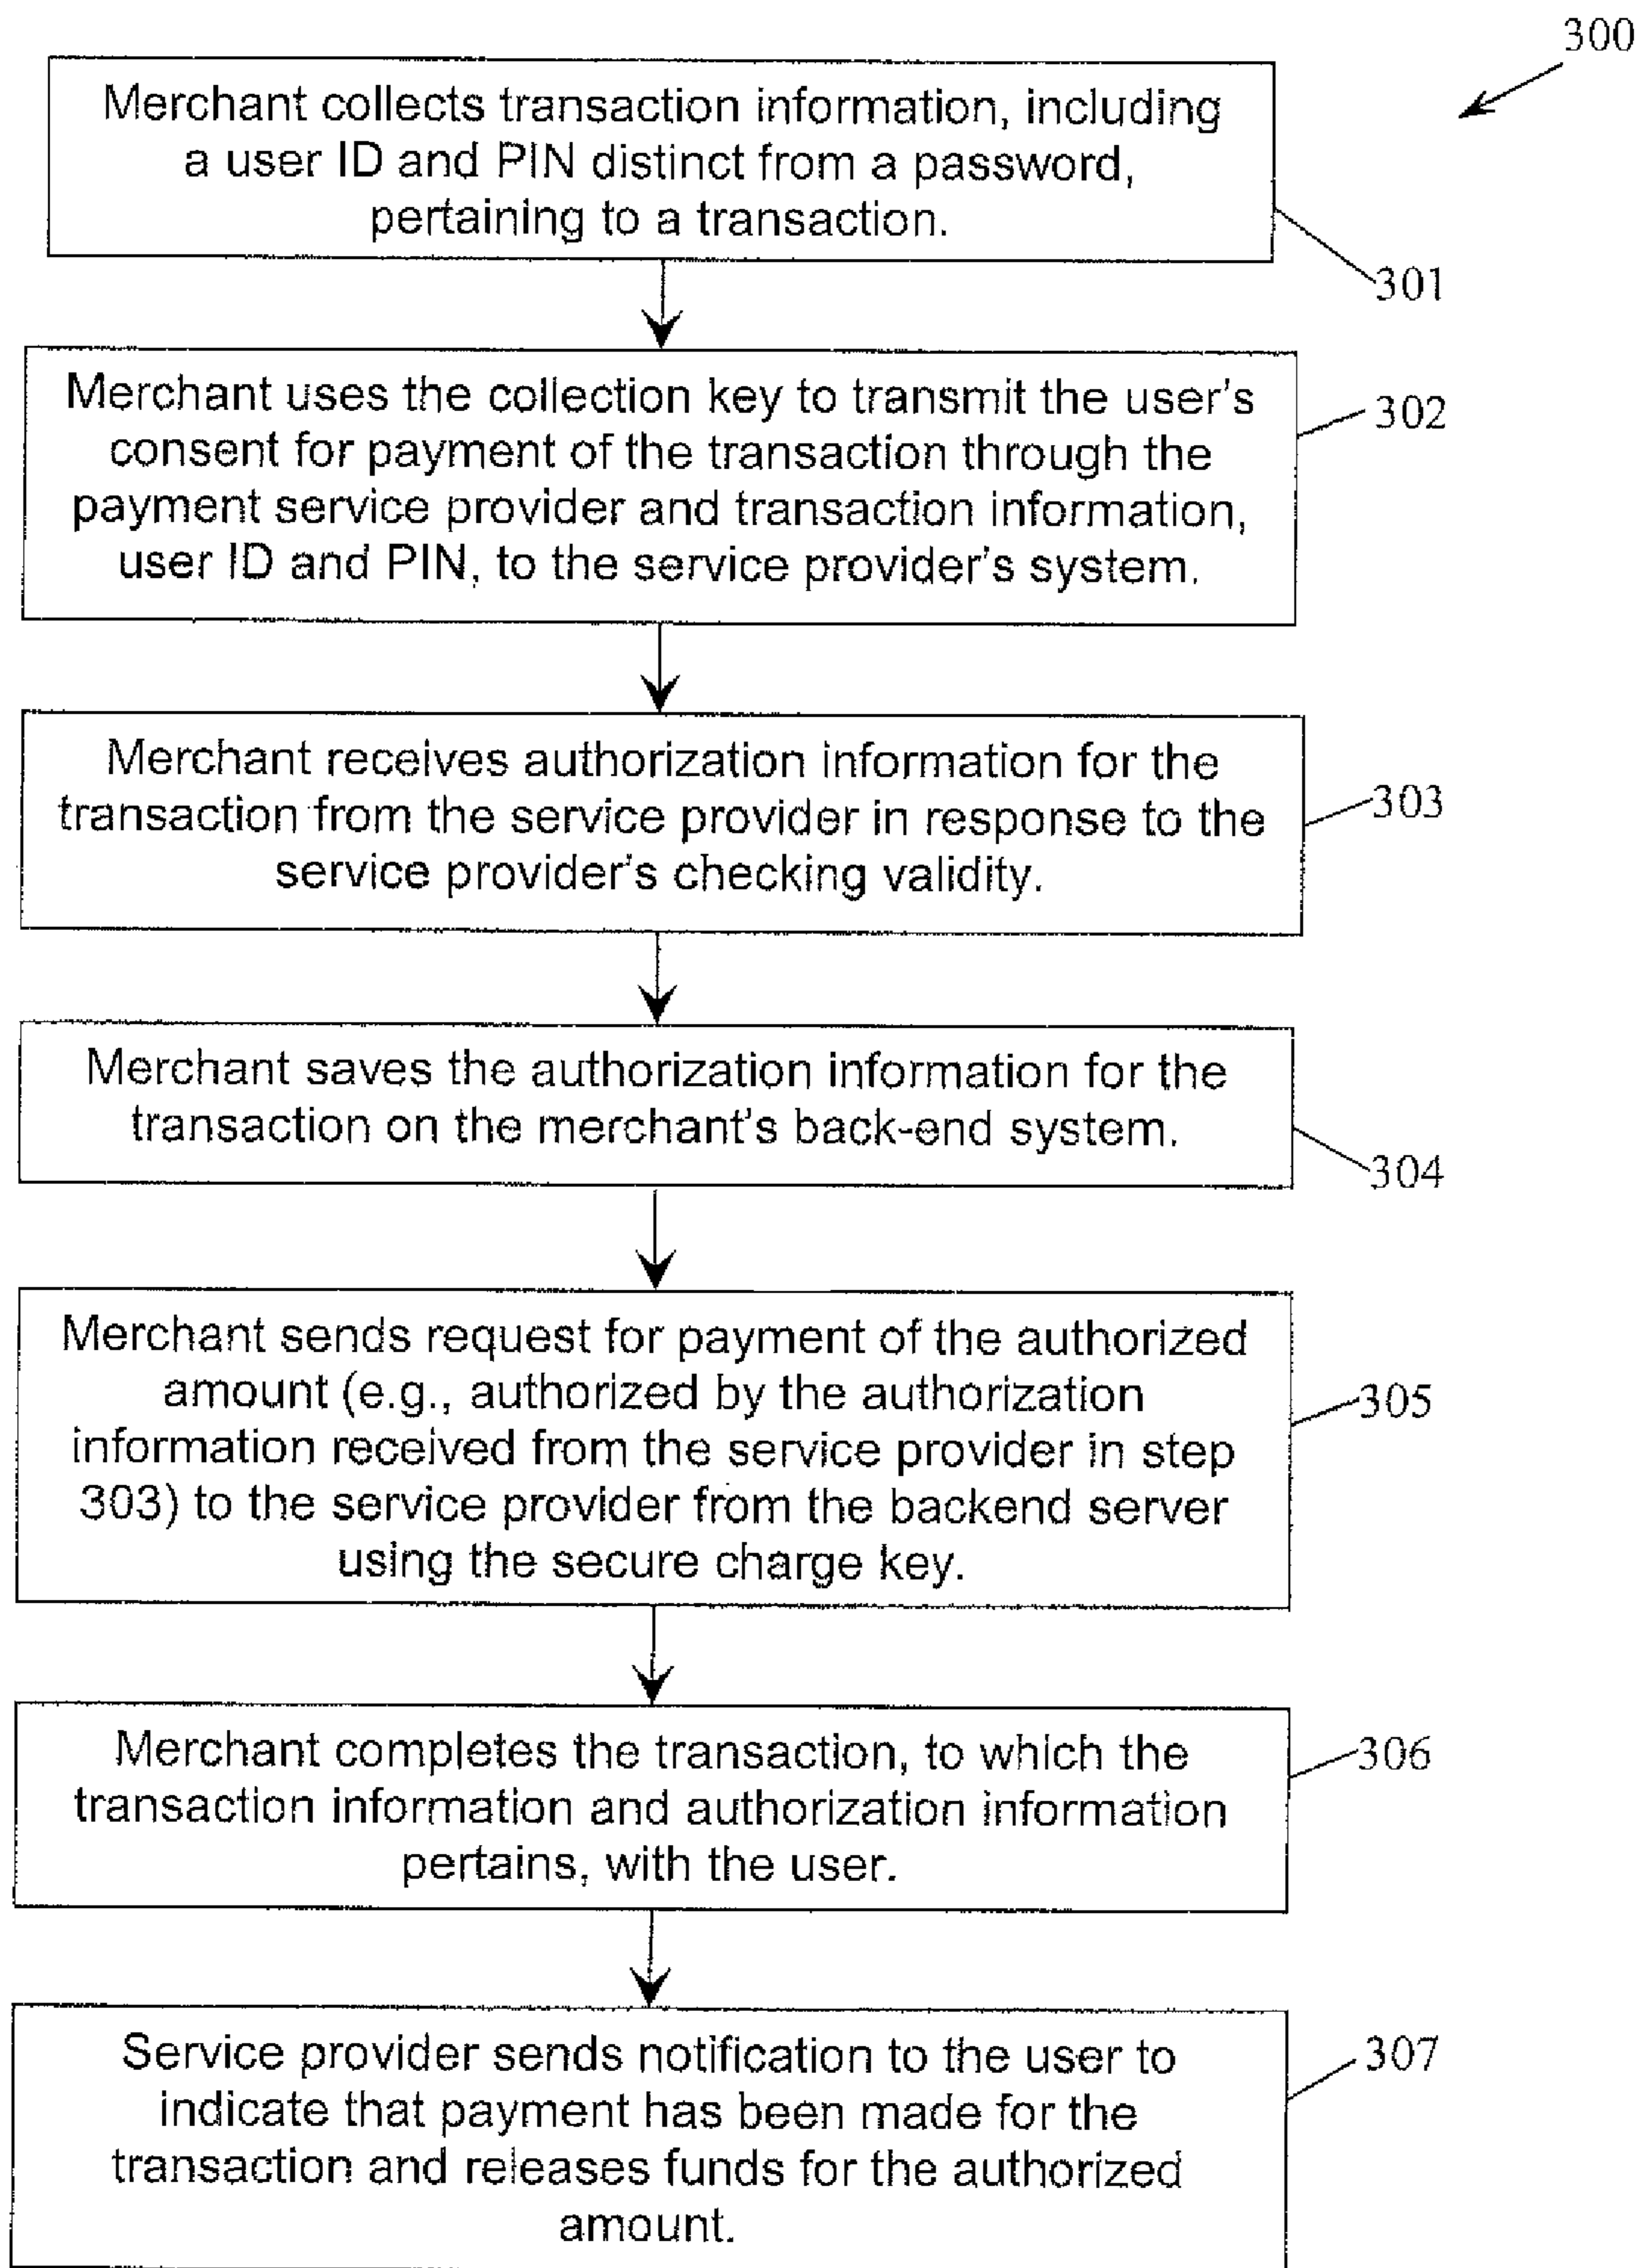 300
Merchant collects transaction information, including
a user ID and PIN distinct from a password,
pertaining to a transaction.
301
Merchant uses the collection key to transmit the user's
consent for payment of the transaction through the
payment service provider and transaction information,
user ID and PIN, to the service provider's system.
302
Merchant receives authorization information for the
transaction from the service provider in response to the
service provider's checking validity.
303
Merchant saves the authorization information for the
transaction on the merchant's back-end system.
304
Merchant sends request for payment of the authorized
amount (e.g., authorized by the authorization
information received from the service provider in step
303) to the service provider from the backend server
using the secure charge key.
305
Merchant completes the transaction, to which the
transaction information and authorization information
pertains, with the user.
306
Service provider sends notification to the user to
indicate that payment has been made for the
transaction and releases funds for the authorized
amount.
307